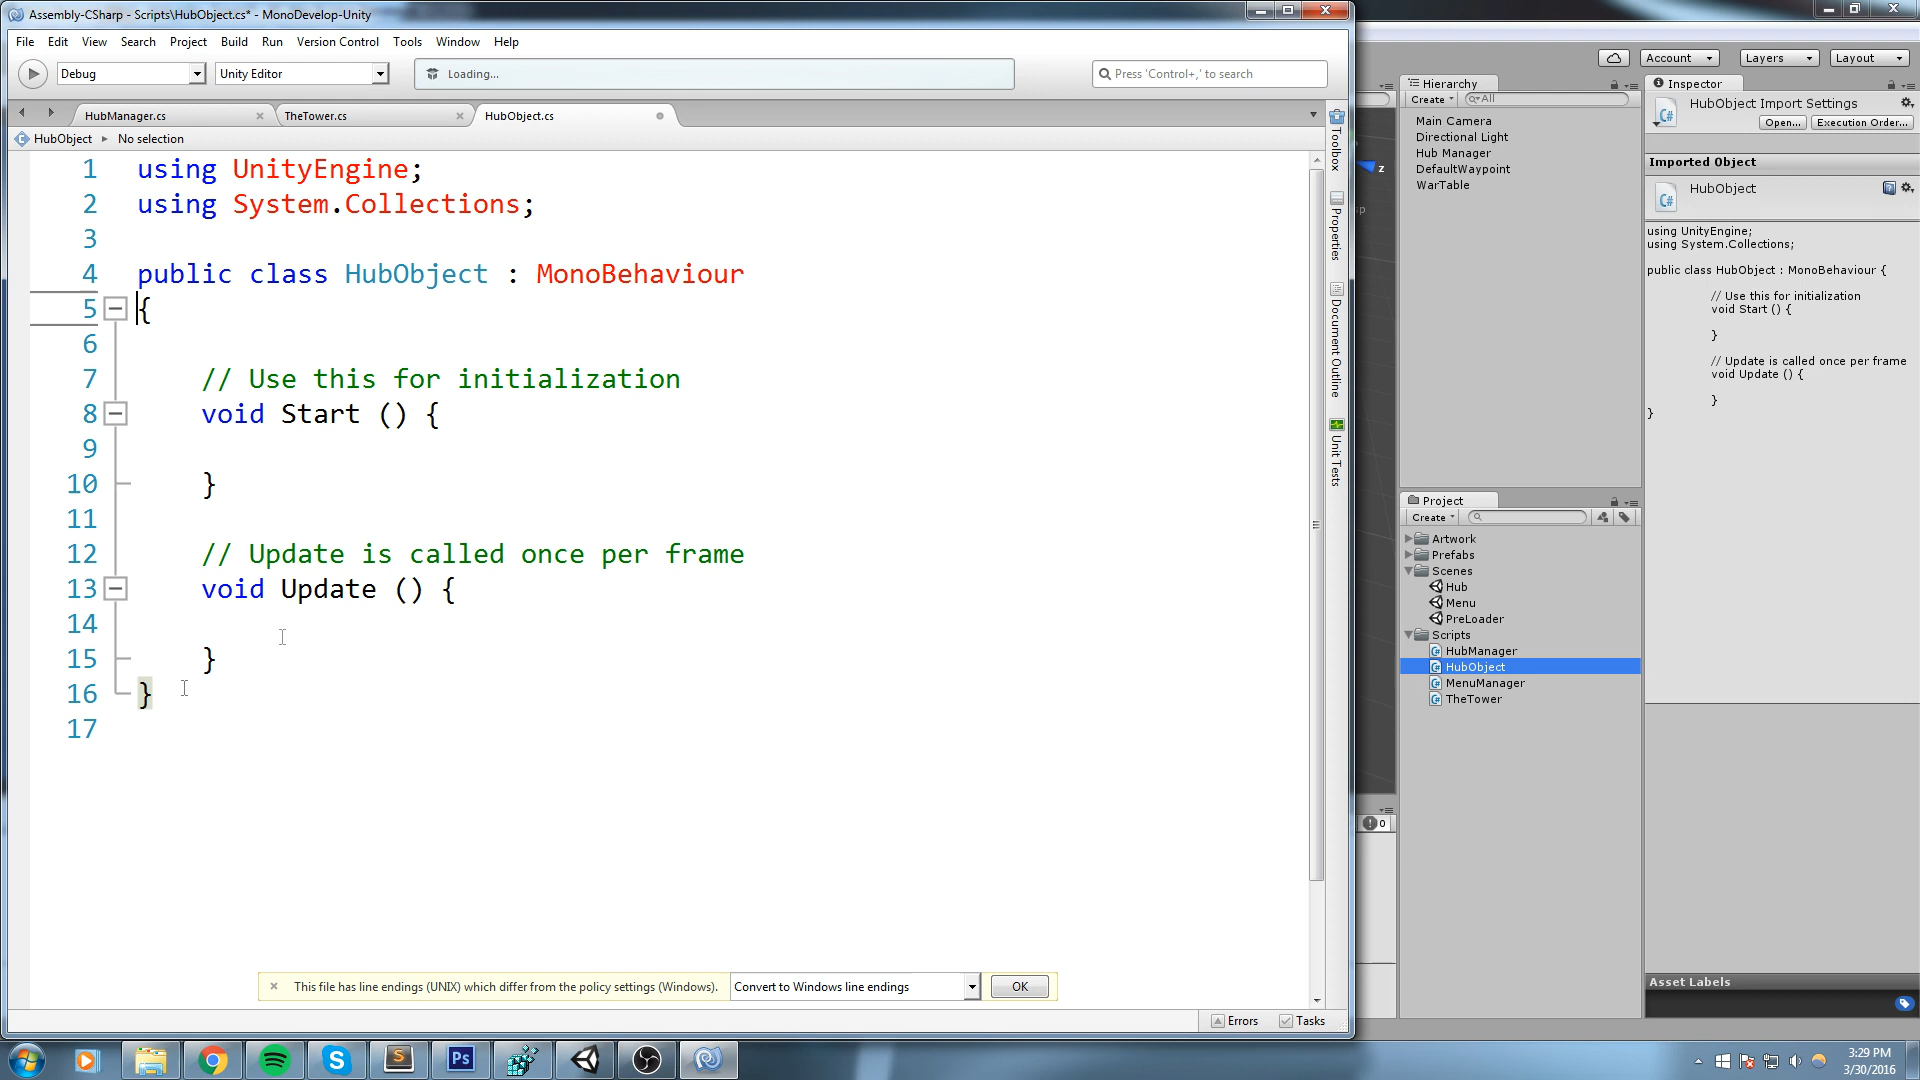 Assembly-CSharp - Scripts\HubObject.cs* - MonoDevelop-Unity
File Edit View Search Project Build Run Version Control Tools Window Help
Debug Unity Editor Loading... Press 'Control+,' to search
HubManager.cs TheTower.cs HubObject.cs
HubObject No selection
1 using UnityEngine;
2 using System.Collections;
3
4 public class HubObject : MonoBehaviour
5 {
6
7 // Use this for initialization
8 void Start () {
9
10 }
11
12 // Update is called once per frame
13 void Update () {
14
15 }
16 }
17
This file has line endings (UNIX) which differ from the policy settings (Windows). Convert to Windows line endings OK
Errors Tasks
Toolbox
Properties
Document Outline
Unit Tests
z
0
Account Layers Layout
Hierarchy
Create All
Main Camera
Directional Light
Hub Manager
DefaultWaypoint
WarTable
Project
Create
Artwork
Prefabs
Scenes
Hub
Menu
PreLoader
Scripts
HubManager
HubObject
MenuManager
TheTower
Inspector
HubObject Import Settings
Open... Execution Order...
Imported Object
HubObject
using UnityEngine;
using System.Collections;
public class HubObject : MonoBehaviour {
// Use this for initialization
void Start () {
}
// Update is called once per frame
void Update () {
}
}
Asset Labels
3:29 PM
3/30/2016